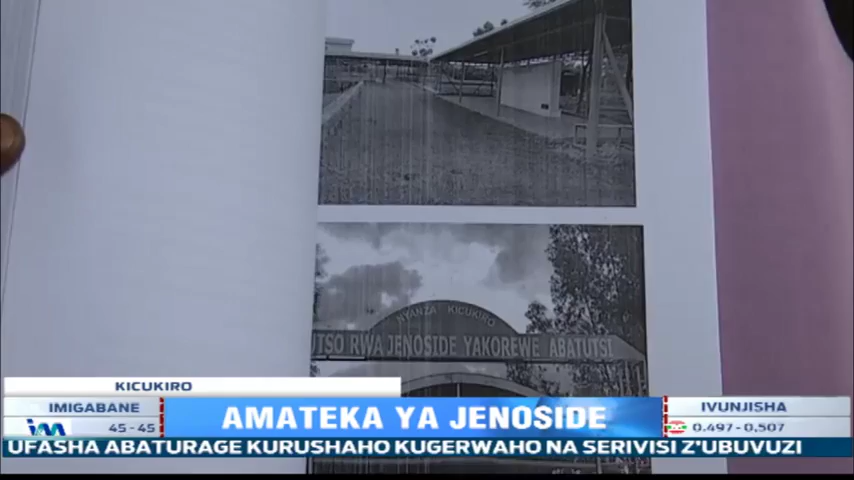 NYANZA KICUKIRO
UTSO RWA JENOSIDE YAKOREWE ABATUTSI
KICUKIRO
IMIGABANE
I&M
45-45
AMATEKA YA JENOSIDE
IVUNJISHA
0.497-0.507
UFASHA ABATURAGE KURUSHAHO KUGERWAHO NA SERIVISI Z'UBUVUZI